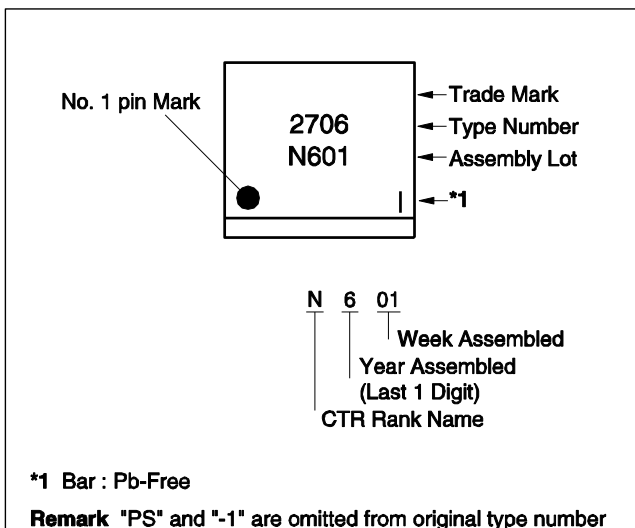 No. 1 pin Mark
2706
N601
Trade Mark
Type Number
Assembly Lot
*1
N 6 01
Week Assembled
Year Assembled
(Last 1 Digit)
CTR Rank Name
*1 Bar : Pb-Free
Remark "PS" and "-1" are omitted from original type number